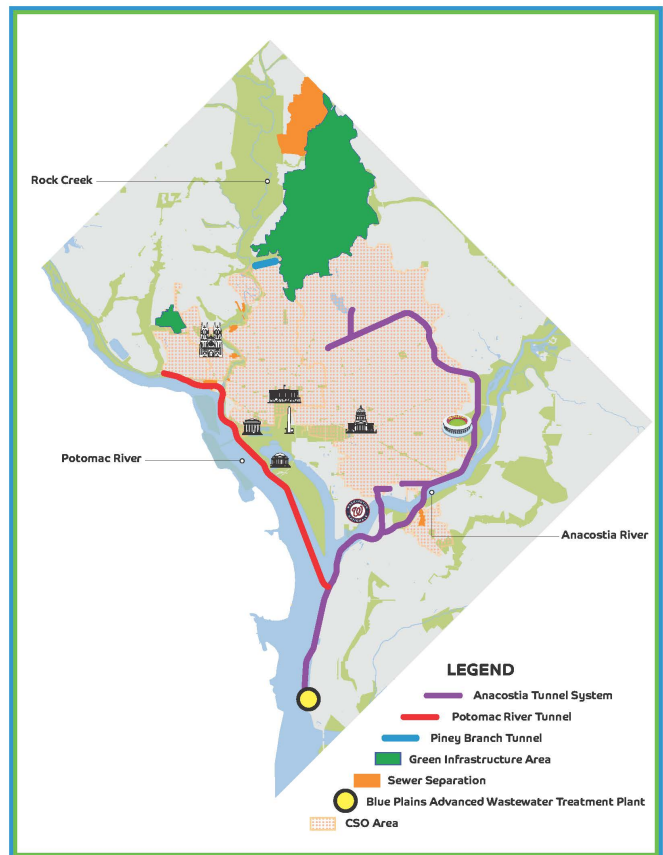 Rock Creek
Potomac River
W
Anacostia River
LEGEND
Anacostia Tunnel System
Potomac River Tunnel
Piney Branch Tunnel
Green Infrastructure Area
Sewer Separation
Blue Plains Advanced Wastewater Treatment Plant
CSO Area